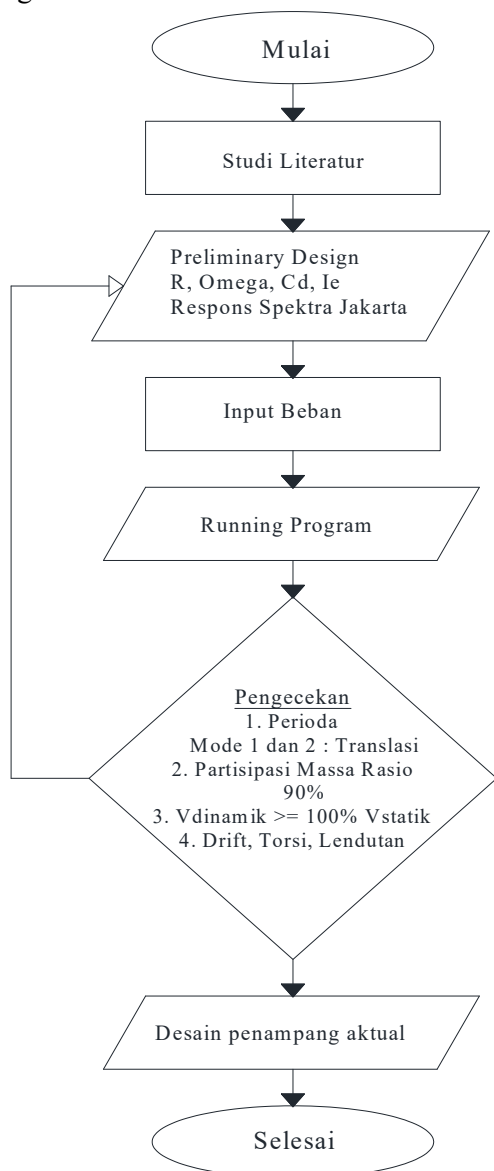 Mulai
Studi Literatur
Preliminary Design
R, Omega, Cd, Ie
Respons Spektra Jakarta
Input Beban
Running Program
Pengecekan
1. Perioda
Mode 1 dan 2 : Translasi
2. Partisipasi Massa Rasio
90%
3. Vdinamik >= 100% Vstatik
4. Drift, Torsi, Lendutan
Desain penampang aktual
Selesai